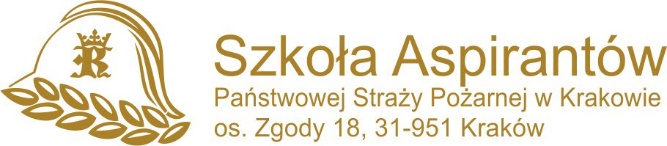 Szkoła Aspirantów
Państwowej Straży Pożarnej w Krakowie
os. Zgody 18, 31-951 Kraków